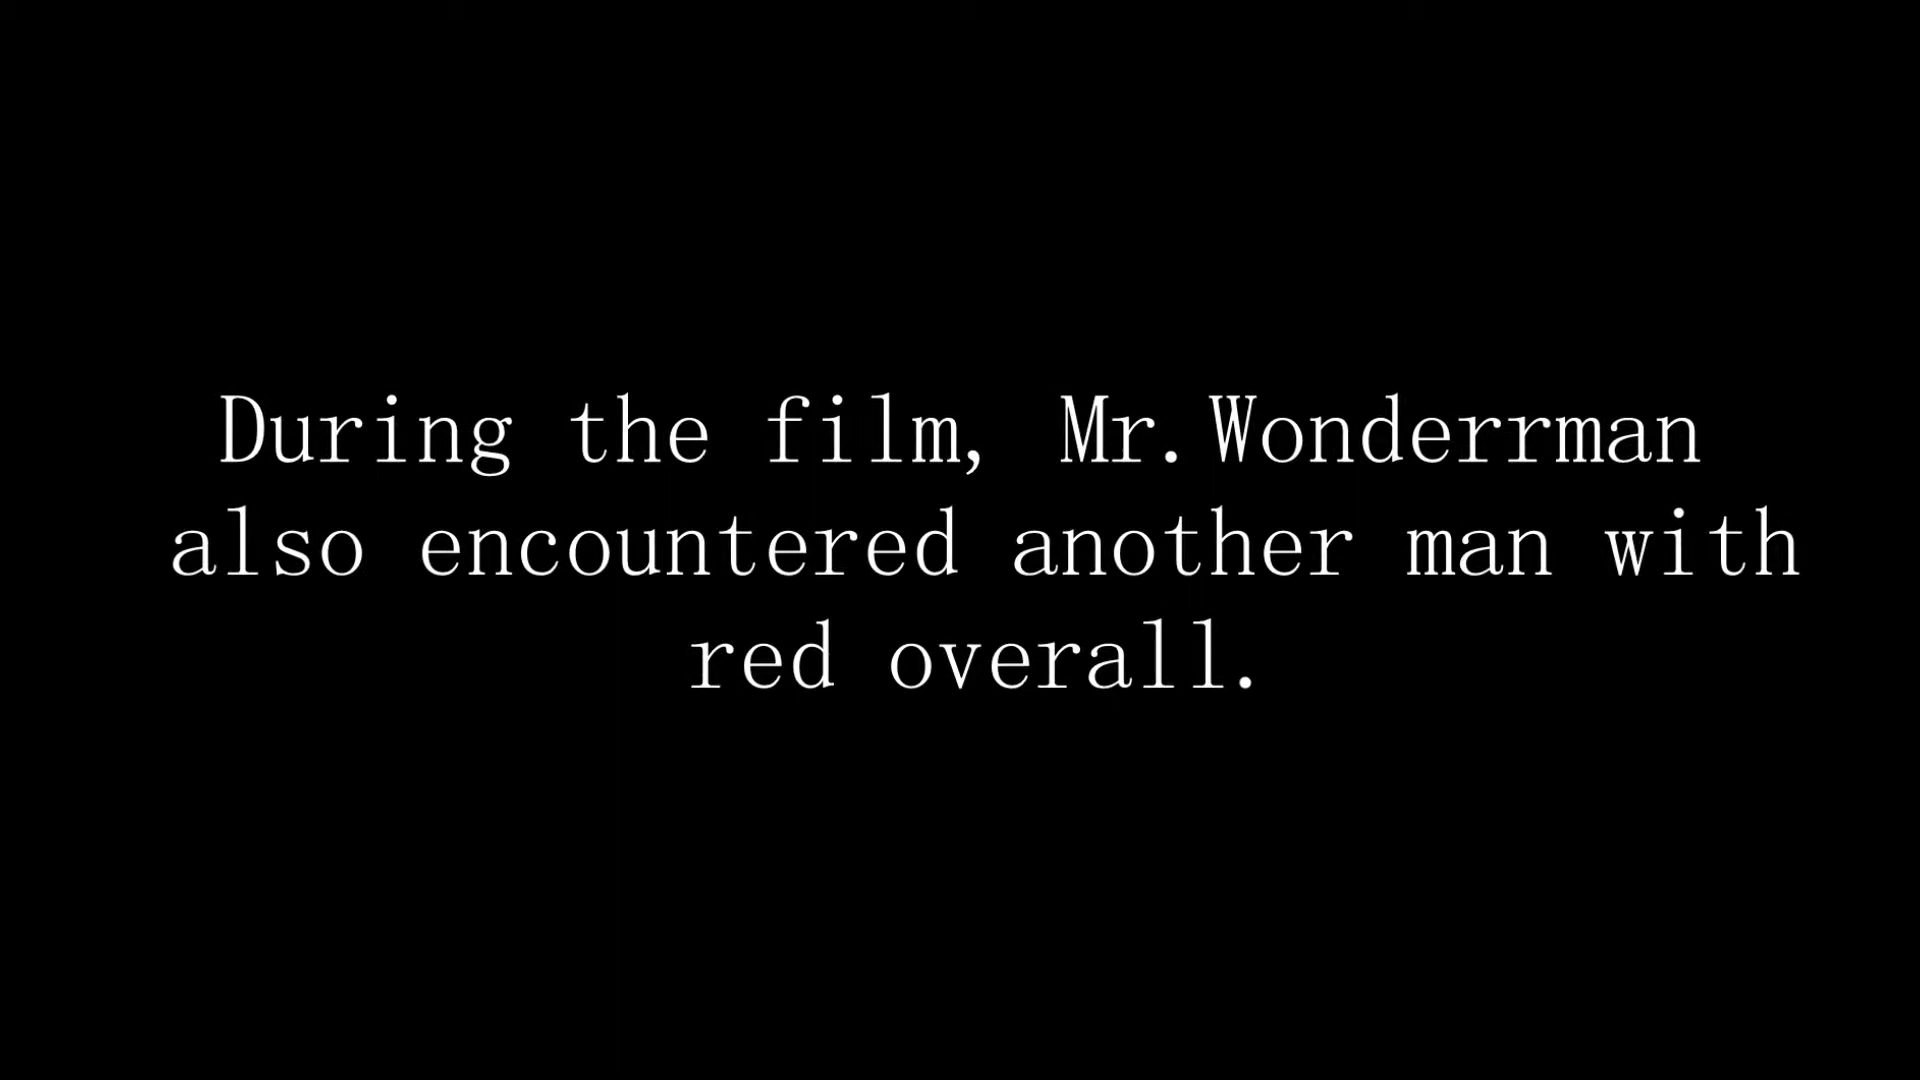 During the film, Mr.Wonderrman
also encountered another man with
red overall.